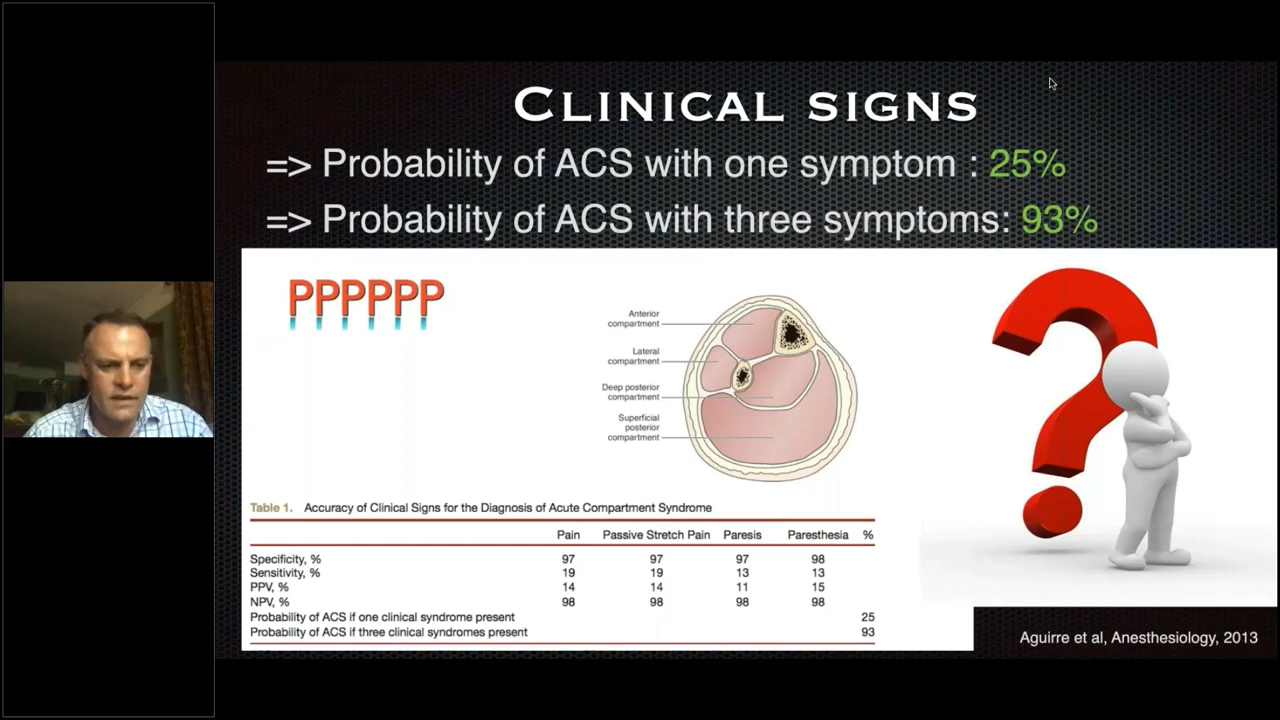 CLINICAL SIGNS
=> Probability of ACS with one symptom : 25%
=> Probability of ACS with three symptoms: 93%
PPPPPP
Anterior
compartment
Lateral
compartment
Deep posterior
compartment
Superficial
posterior
compartment
Table 1. Accuracy of Clinical Signs for the Diagnosis of Acute Compartment Syndrome
Pain Passive Stretch Pain Paresis Paresthesia %
Specificity, % 97 97 97 98
Sensitivity, % 19 19 13 13
PPV, % 14 14 11 15
NPV, % 98 98 98 98
Probability of ACS if one clinical syndrome present 25
Probability of ACS if three clinical syndromes present 93
Aguirre et al, Anesthesiology, 2013